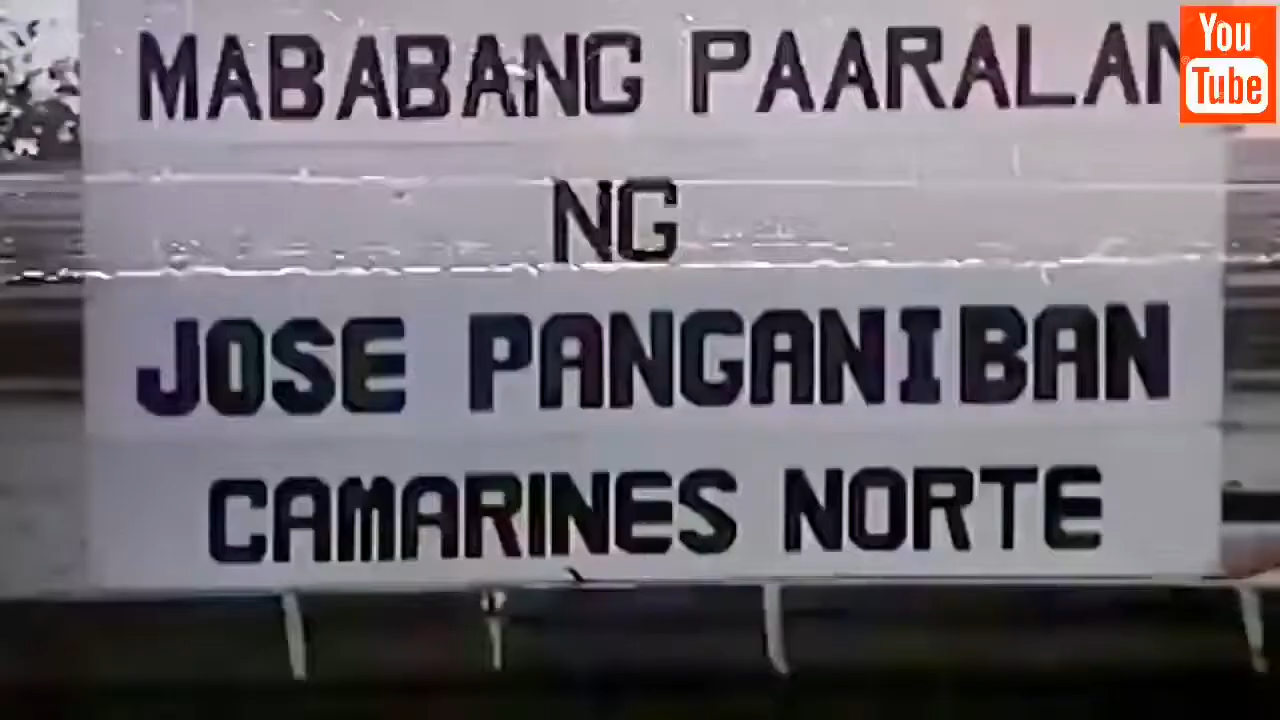 MABABANG PAARALAN
You
Tube
NG
JOSE PANGANIBAN
CAMARINES NORTE